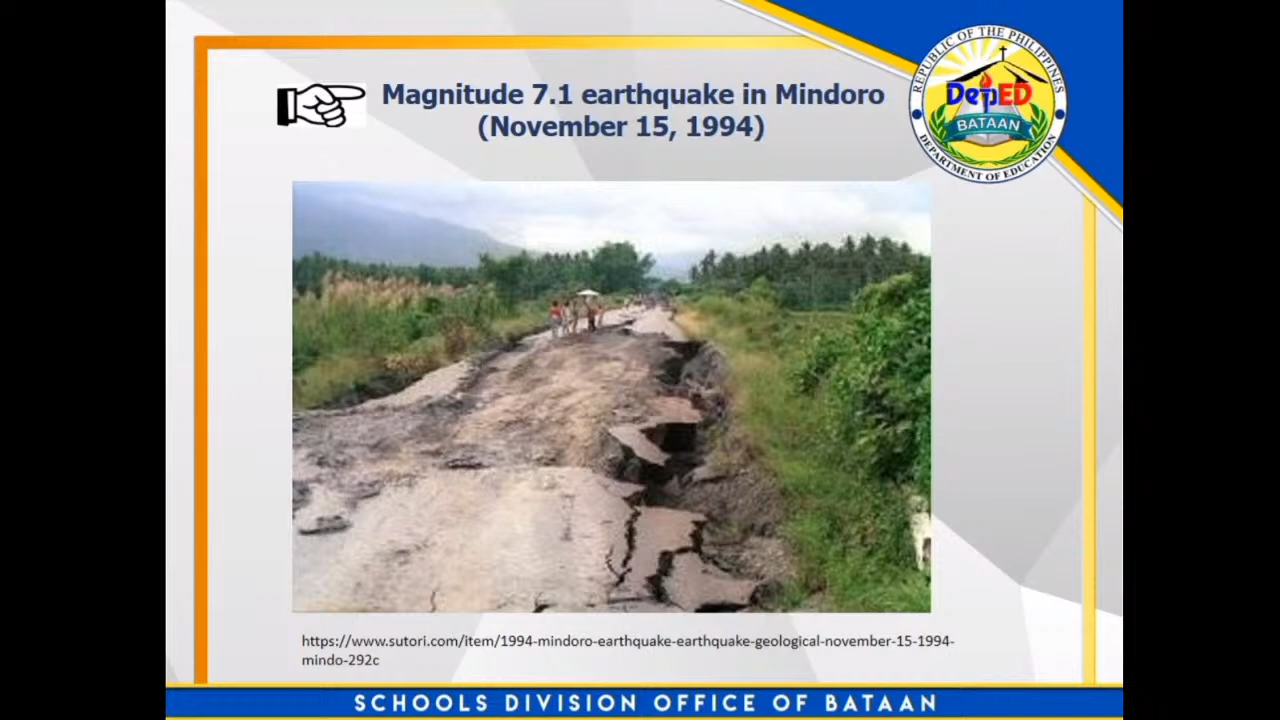 Magnitude 7.1 earthquake in Mindoro
(November 15, 1994)
REPUBLIC OF THE PHILIPPINES
DepED
BATAAN
DEPARTMENT OF EDUCATION
https://www.sutori.com/item/1994-mindoro-earthquake-earthquake-geological-november-15-1994-
mindo-292c
SCHOOLS DIVISION OFFICE OF BATAAN